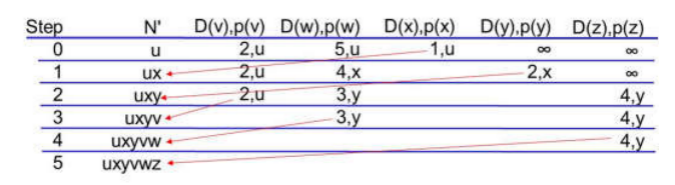 Step N' D(v),p(v) D(w),p(w) D(x),p(x) D(y),p(y) D(z),p(z)
0 u 2,u 5,u 1,u ∞ ∞
1 ux 2,u 4,x 2,x ∞
2 uxy 2,u 3,y 4,y
3 uxyv 3,y 4,y
4 uxyvw 4,y
5 uxyvwz